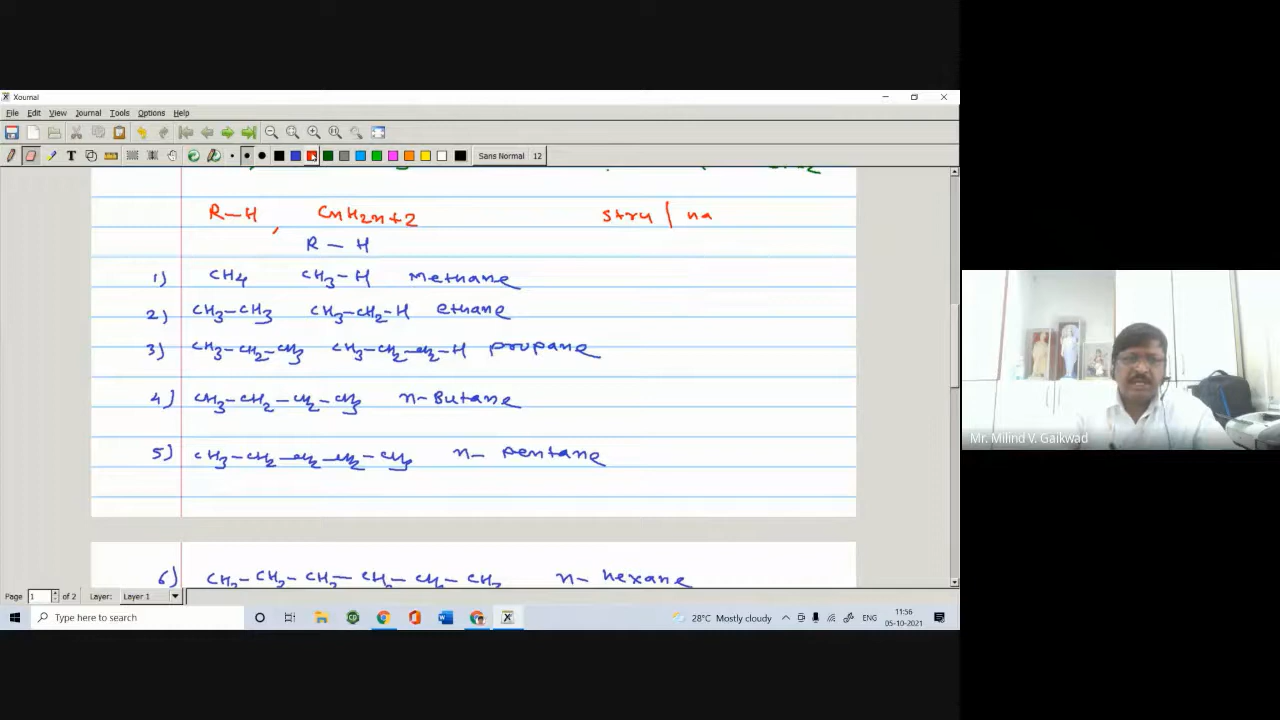 Xournal
File Edit View Journal Tools Options Help
Sans Normal 12
R-H, CnH2n+2 stru | na
R - H
1) CH4 CH3-H Methane
2) CH3-CH3 CH3-CH2-H ethane
3) CH3-CH2-CH3 CH3-CH2-CH2-H propane
4) CH3-CH2-CH2-CH3 n-Butane
5) CH3-CH2-CH2-CH2-CH3 n- pentane
6) CH3-CH2-CH2-CH2-CH2-CH3 n- hexane
Mr. Milind V. Gaikwad
Page 1 of 2 Layer: Layer 1
Type here to search
28°C Mostly cloudy ENG 11:56
05-10-2021